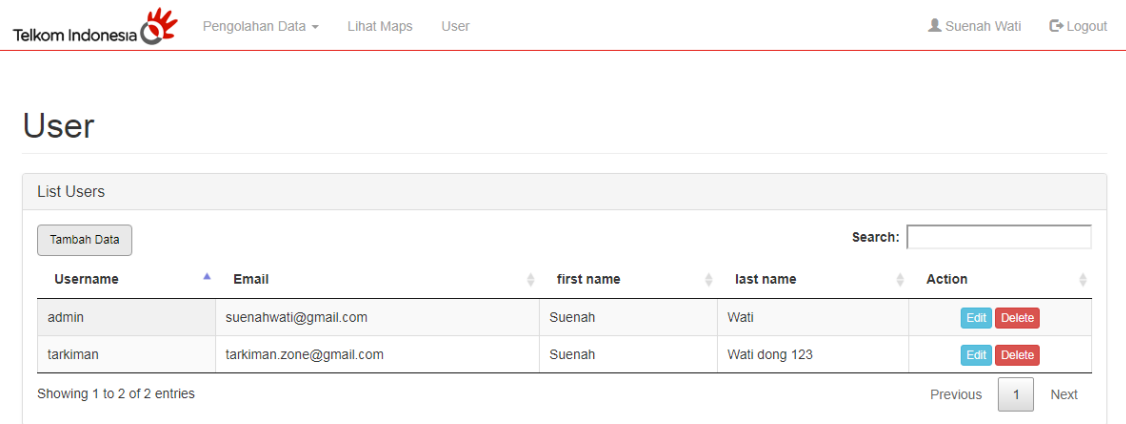 Telkom Indonesia Pengolahan Data Lihat Maps User Suenah Wati Logout
User
List Users
Tambah Data Search:
Username Email first name last name Action
admin suenahwati@gmail.com Suenah Wati Edit Delete
tarkiman tarkiman.zone@gmail.com Suenah Wati dong 123 Edit Delete
Showing 1 to 2 of 2 entries Previous 1 Next